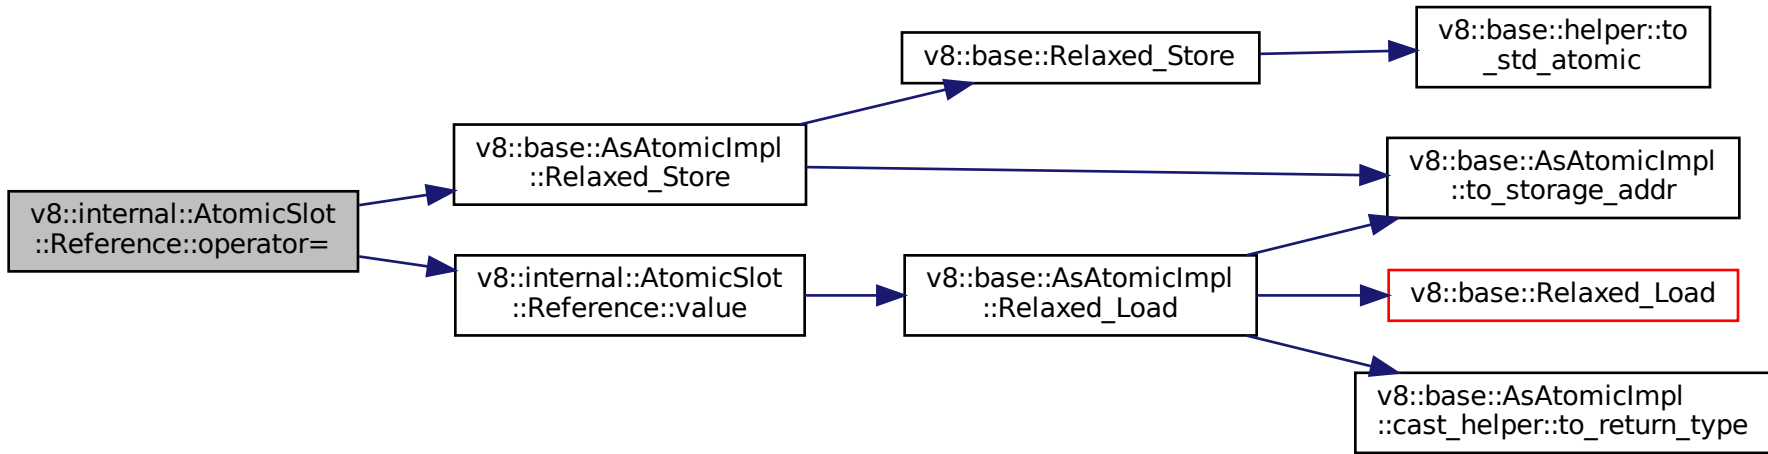 v8::internal::AtomicSlot
::Reference::operator=
v8::base::AsAtomicImpl
::Relaxed_Store
v8::base::Relaxed_Store
v8::base::helper::to
_std_atomic
v8::base::AsAtomicImpl
::to_storage_addr
v8::internal::AtomicSlot
::Reference::value
v8::base::AsAtomicImpl
::Relaxed_Load
v8::base::Relaxed_Load
v8::base::AsAtomicImpl
::cast_helper::to_return_type